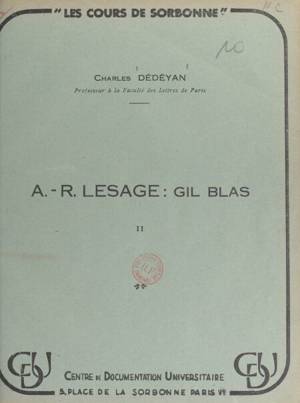 "LES COURS DE SORBONNE"
10
CHARLES DÉDÉYAN
Professeur à la Faculté des Lettres de Paris
A.-R. LESAGE : GIL BLAS
II
CDU
CDU
CENTRE DE DOCUMENTATION UNIVERSITAIRE
5, PLACE DE LA SORBONNE PARIS Vᵉ